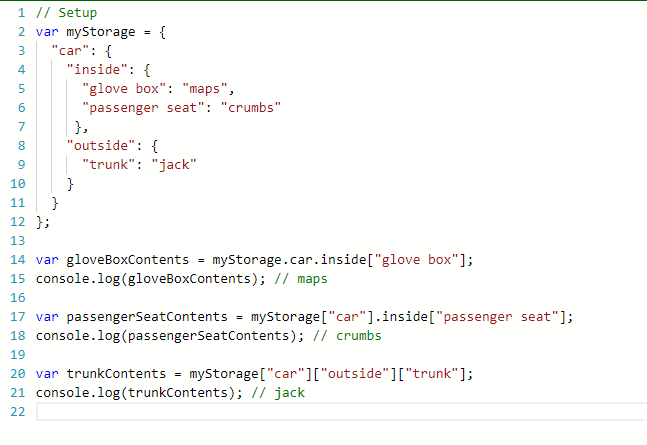 1 // Setup
2 var myStorage = {
3   "car": {
4     "inside": {
5       "glove box": "maps",
6       "passenger seat": "crumbs"
7      },
8     "outside": {
9       "trunk": "jack"
10     }
11   }
12 };
13
14 var gloveBoxContents = myStorage.car.inside["glove box"];
15 console.log(gloveBoxContents); // maps
16
17 var passengerSeatContents = myStorage["car"].inside["passenger seat"];
18 console.log(passengerSeatContents); // crumbs
19
20 var trunkContents = myStorage["car"]["outside"]["trunk"];
21 console.log(trunkContents); // jack
22